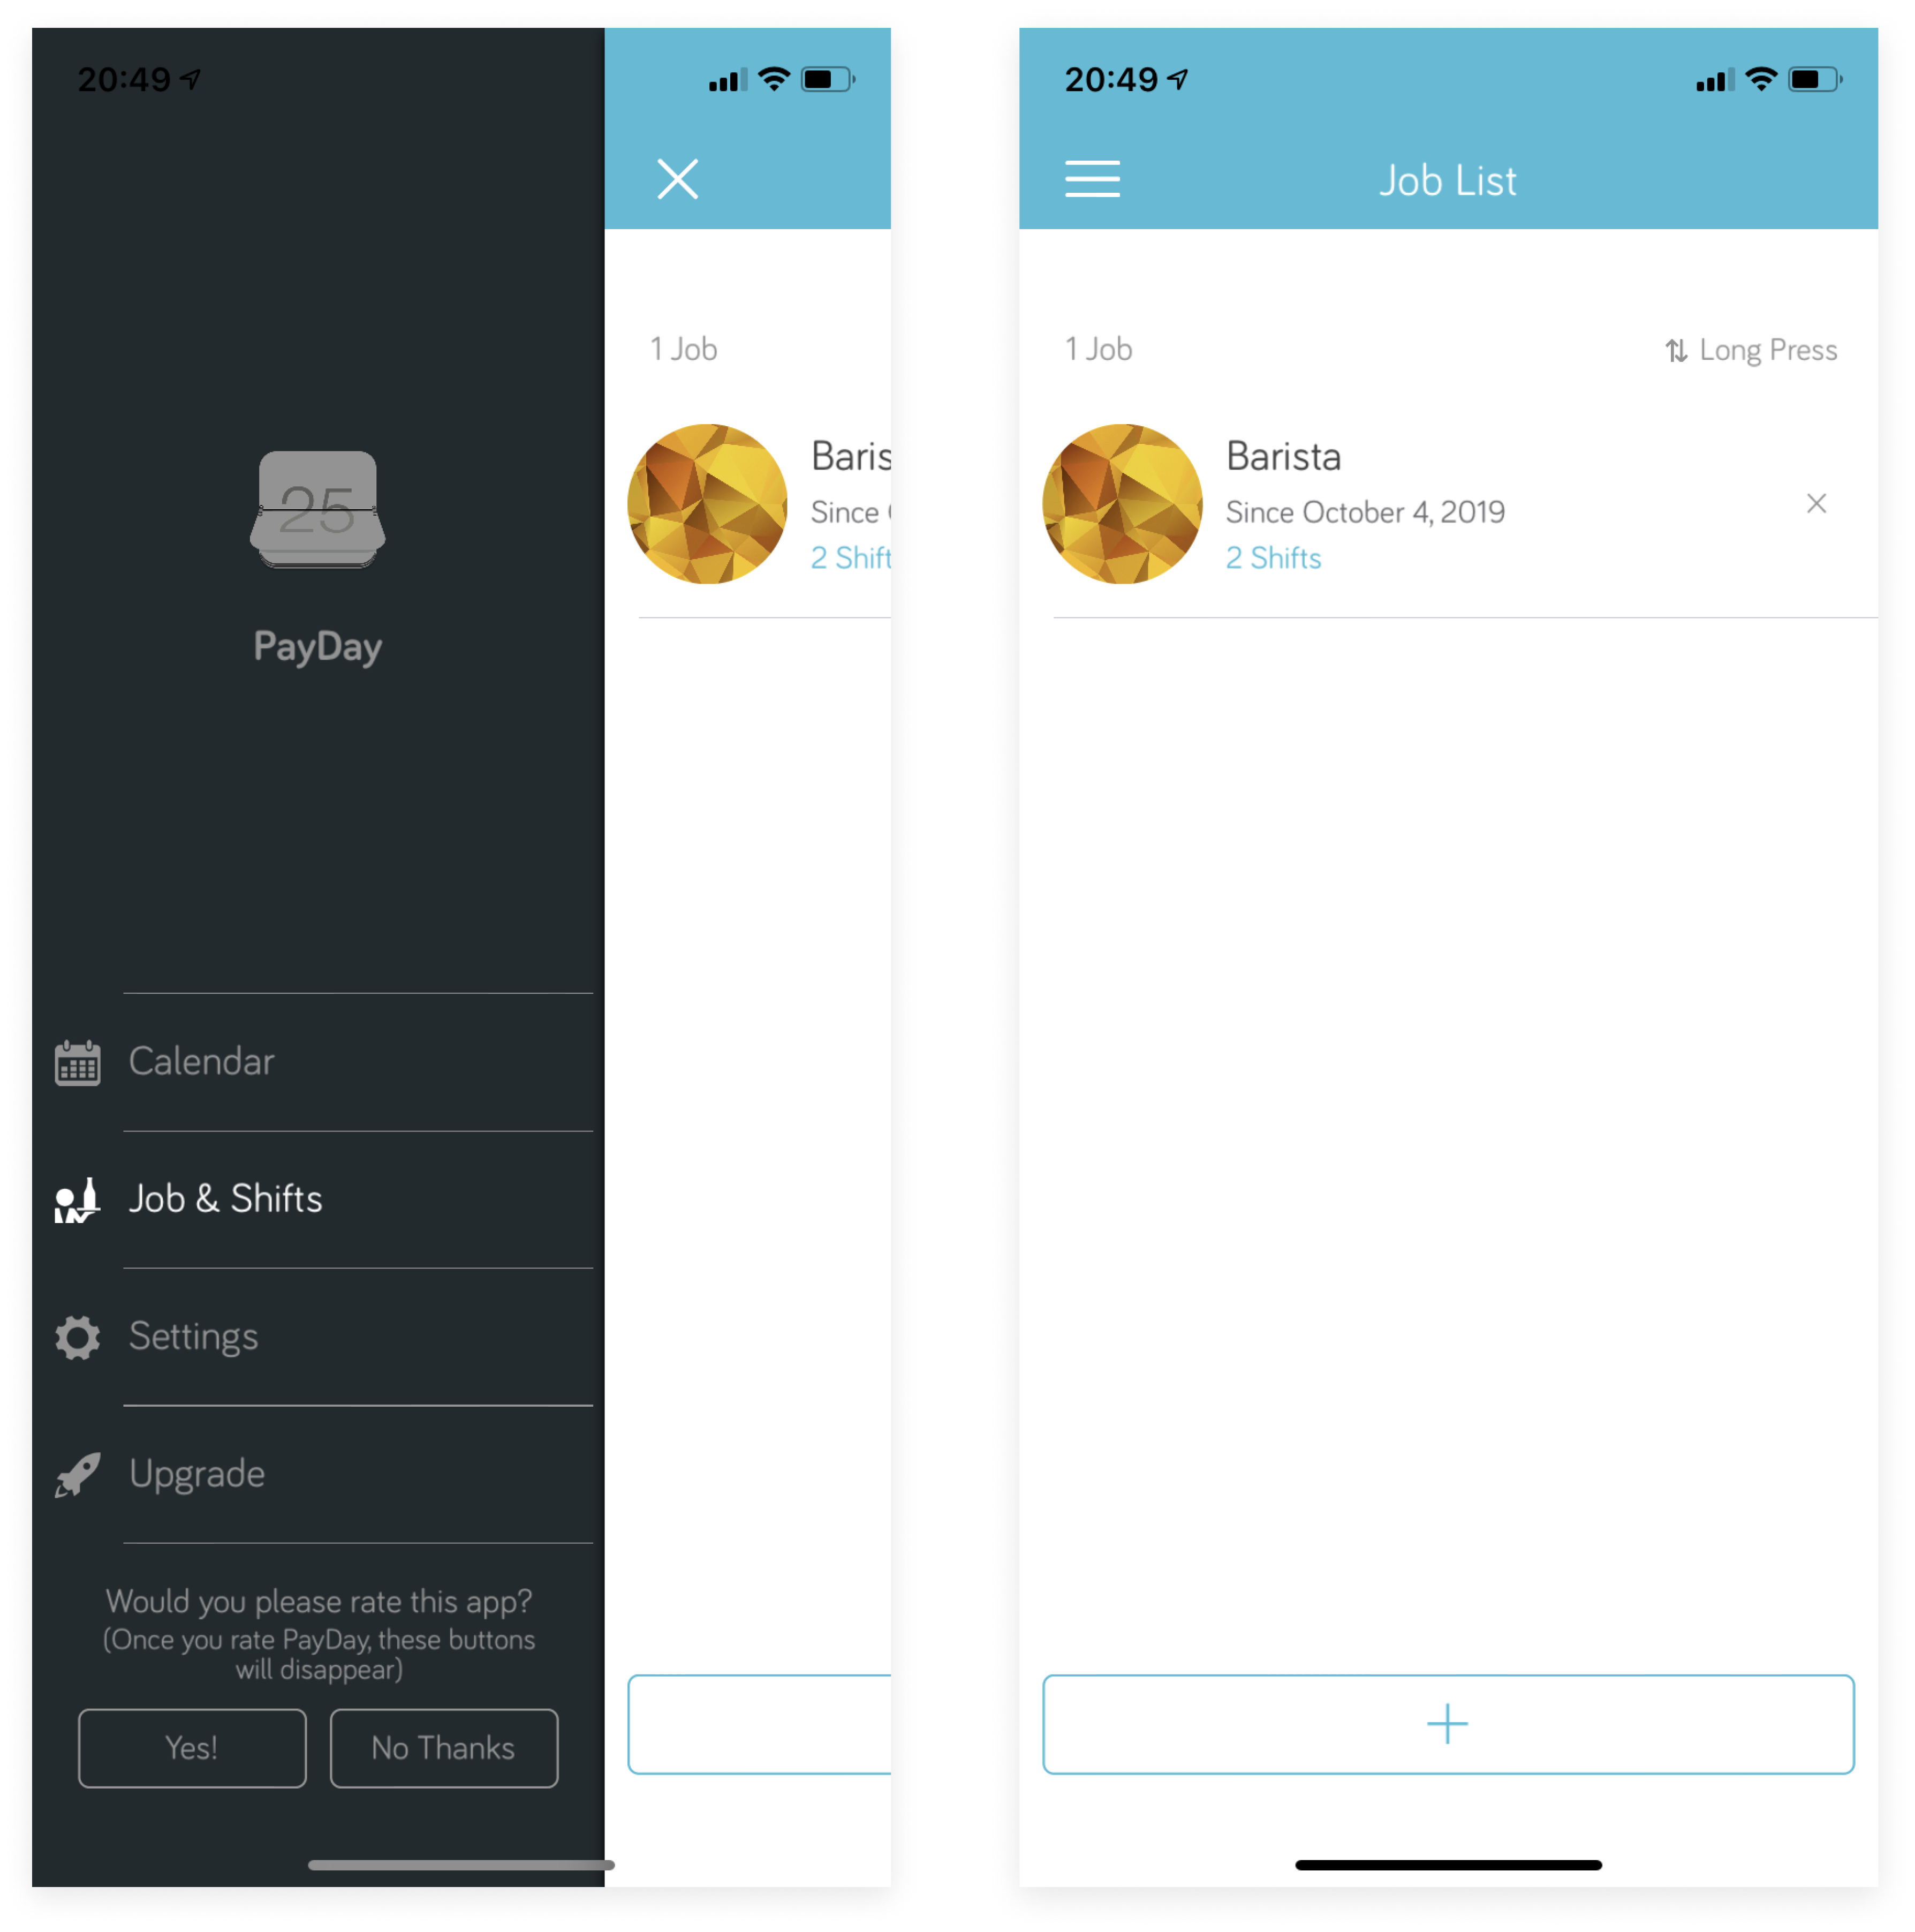 20:49
25
PayDay
Calendar
Job & Shifts
Settings
Upgrade
Would you please rate this app?
(Once you rate PayDay, these buttons
will disappear)
Yes!
No Thanks
1 Job
Baris
Since
2 Shift
20:49
Job List
1 Job
Long Press
Barista
Since October 4, 2019
2 Shifts